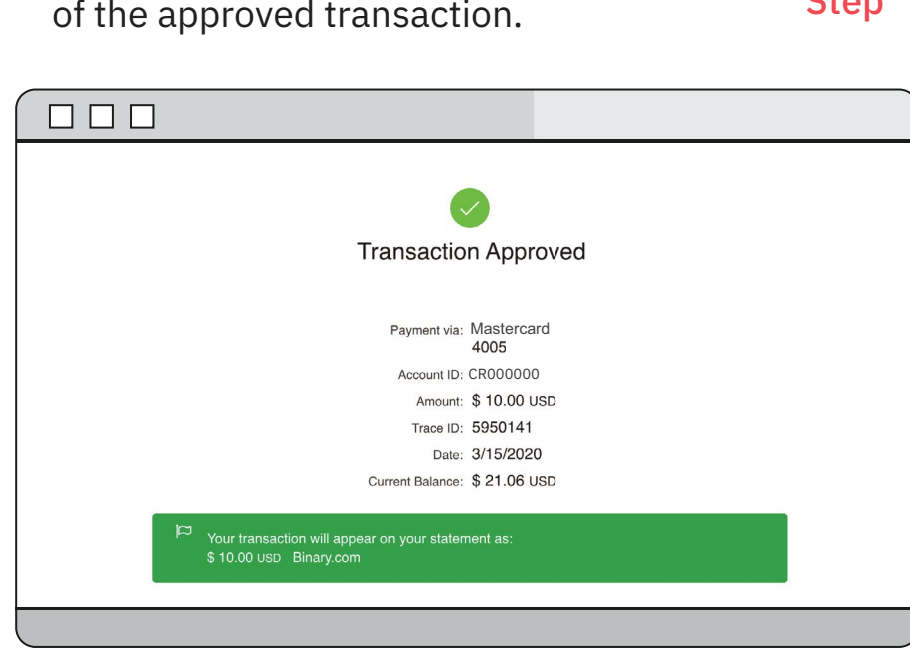 of the approved transaction.
Step
Transaction Approved
Payment via: Mastercard
4005
Account ID: CR000000
Amount: $ 10.00 USD
Trace ID: 5950141
Date: 3/15/2020
Current Balance: $ 21.06 USD
Your transaction will appear on your statement as:
$ 10.00 USD Binary.com